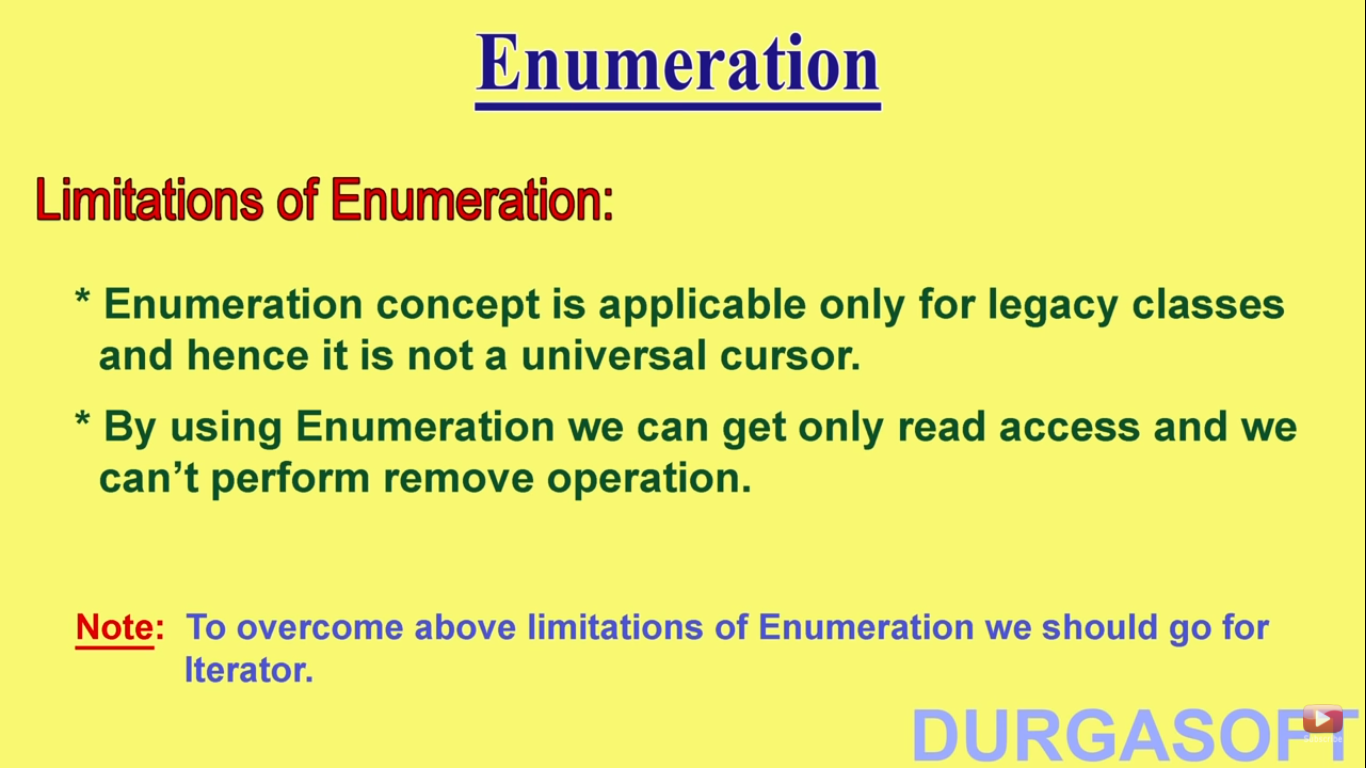 Enumeration
Limitations of Enumeration:
* Enumeration concept is applicable only for legacy classes
and hence it is not a universal cursor.
* By using Enumeration we can get only read access and we
can’t perform remove operation.
Note: To overcome above limitations of Enumeration we should go for
Iterator.
DURGASOFT
Subscribe